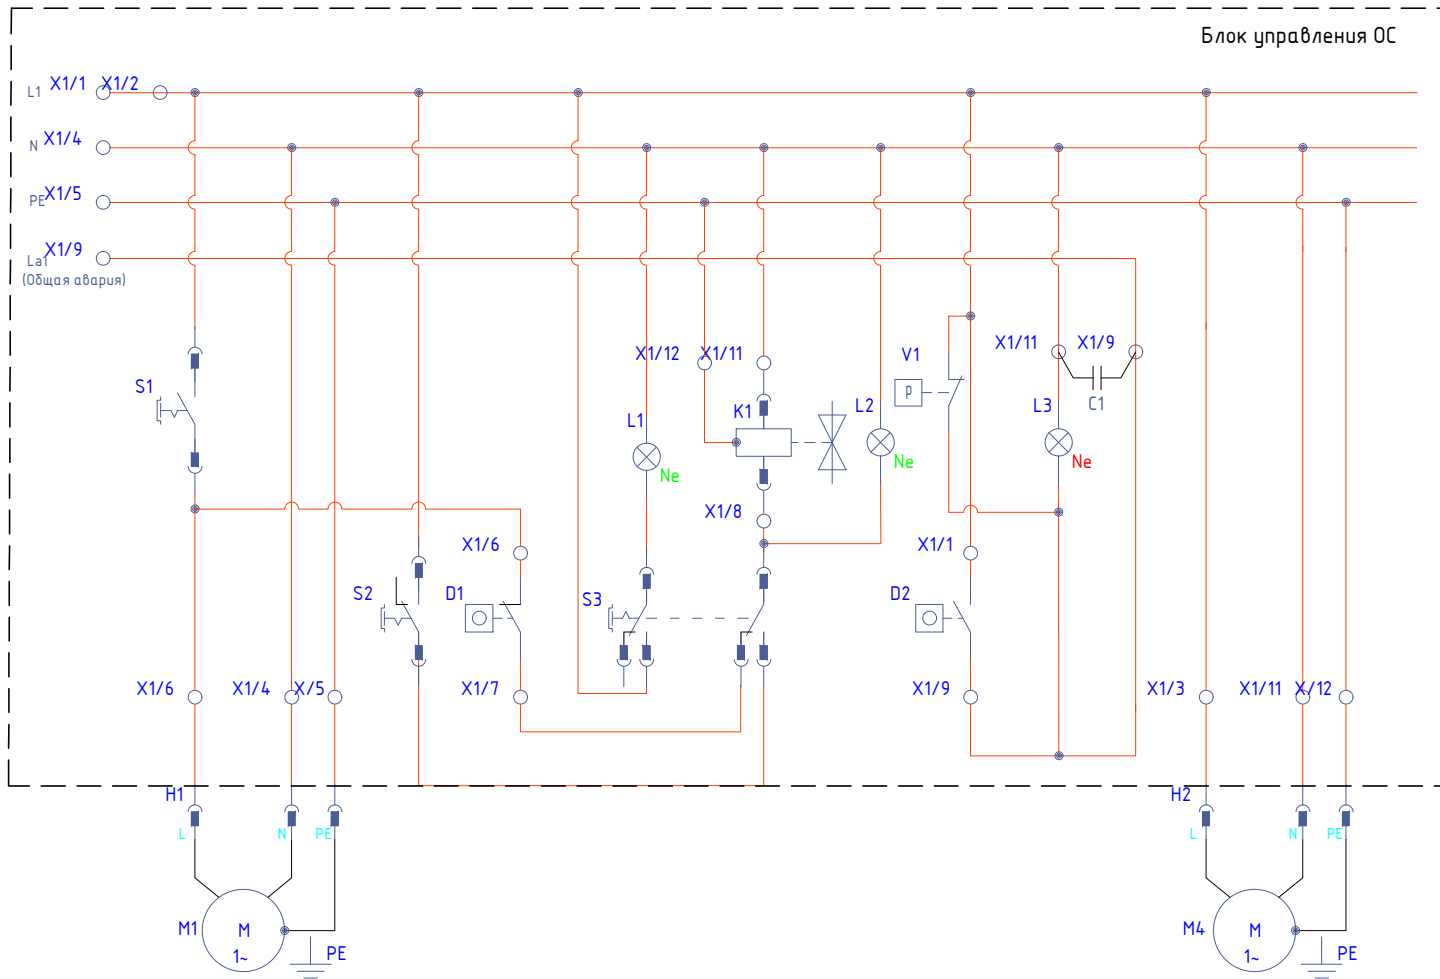 Блок управления ОС
L1 X1/1 X1/2
N X1/4
PE X1/5
La1 X1/9
(Общая авария)
X1/12 X1/11 V1 X1/11 X1/9
S1 P
L1 K1 L2 L3 C1
Ne Ne Ne
X1/8
X1/6 X1/1
S2 D1 S3 D2
X1/6 X1/4 X/5 X1/7 X1/9 X1/3 X1/11 X/12
H1 H2
L N PE L N PE
M1 M M4 M
1~ PE 1~ PE